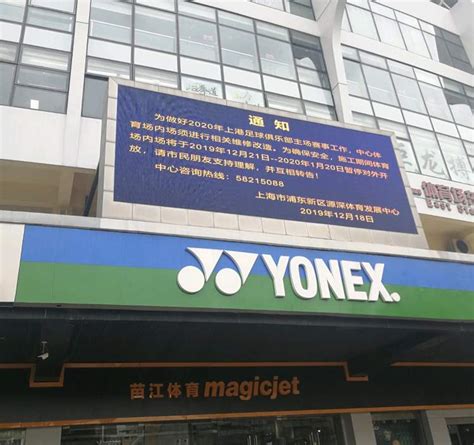 通知
为做好2020年上港足球俱乐部主场赛事工作，中心体
育场内场须进行相关维修改造。为确保安全，施工期间体育
场内场将于2019年12月21日--2020年1月20日暂停对外开
放，请市民朋友支持理解，并互相转告！
中心咨询热线：58215088
上海市浦东新区源深体育发展中心
2019年12月18日
YONEX
苗江体育 magicjet